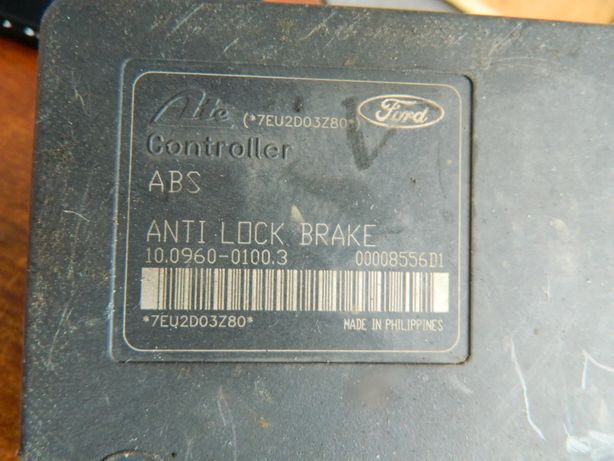 Ate (*7EU2D03Z80*) Ford
Controller
ABS
ANTI LOCK BRAKE
10.0960-0100.3 00008556D1
*7EU2D03Z80* MADE IN PHILIPPINES